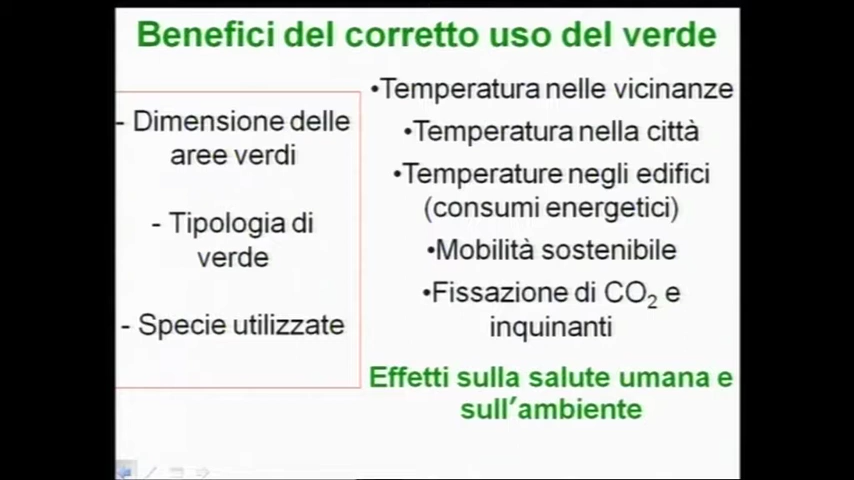 Benefici del corretto uso del verde
- Dimensione delle
aree verdi
- Tipologia di
verde
- Specie utilizzate
•Temperatura nelle vicinanze
•Temperatura nella città
•Temperature negli edifici
(consumi energetici)
•Mobilità sostenibile
•Fissazione di CO₂ e
inquinanti
Effetti sulla salute umana e
sull'ambiente